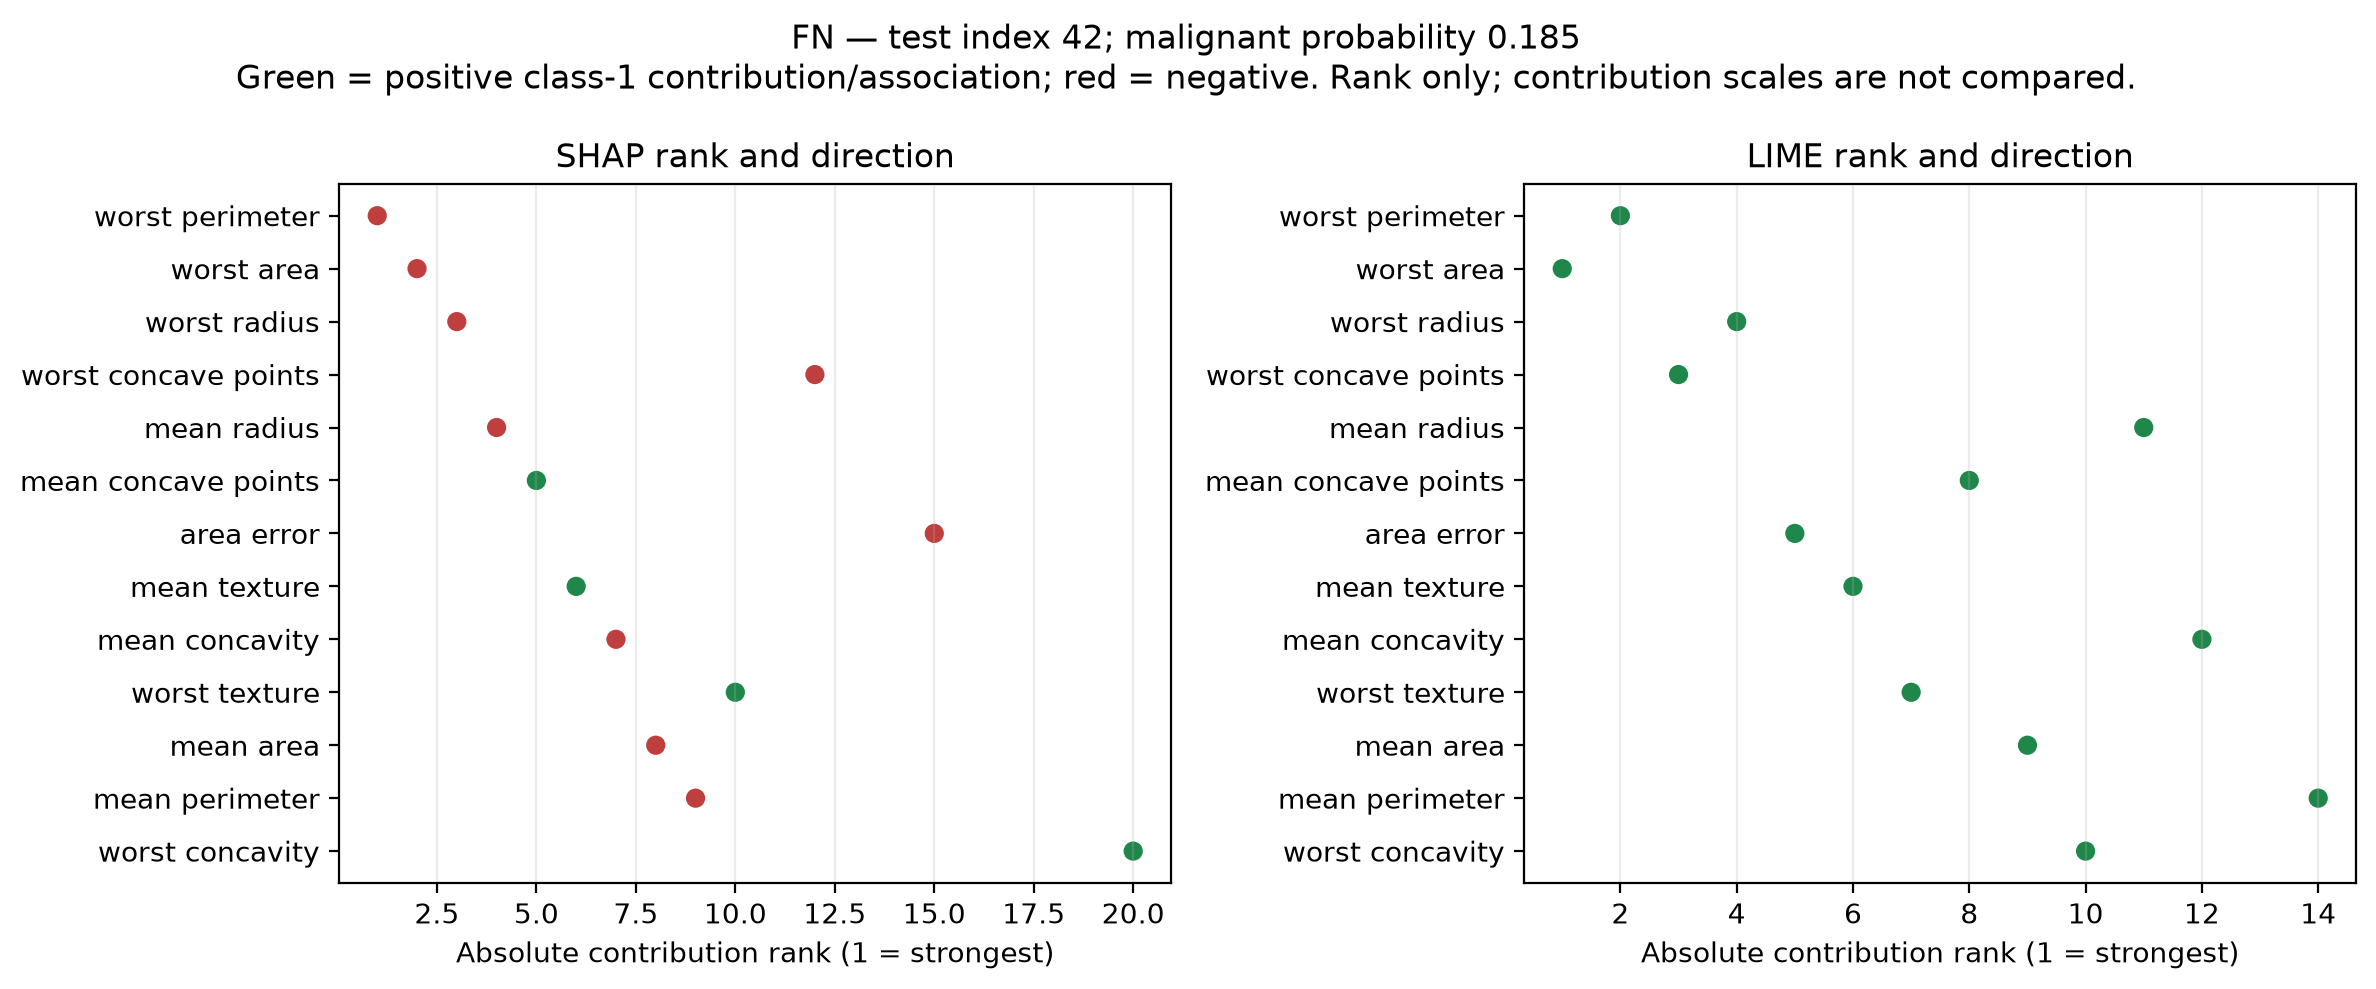 FN — test index 42; malignant probability 0.185
Green = positive class-1 contribution/association; red = negative. Rank only; contribution scales are not compared.
SHAP rank and direction
worst perimeter
worst area
worst radius
worst concave points
mean radius
mean concave points
area error
mean texture
mean concavity
worst texture
mean area
mean perimeter
worst concavity
2.5 5.0 7.5 10.0 12.5 15.0 17.5 20.0
Absolute contribution rank (1 = strongest)
LIME rank and direction
worst perimeter
worst area
worst radius
worst concave points
mean radius
mean concave points
area error
mean texture
mean concavity
worst texture
mean area
mean perimeter
worst concavity
2 4 6 8 10 12 14
Absolute contribution rank (1 = strongest)